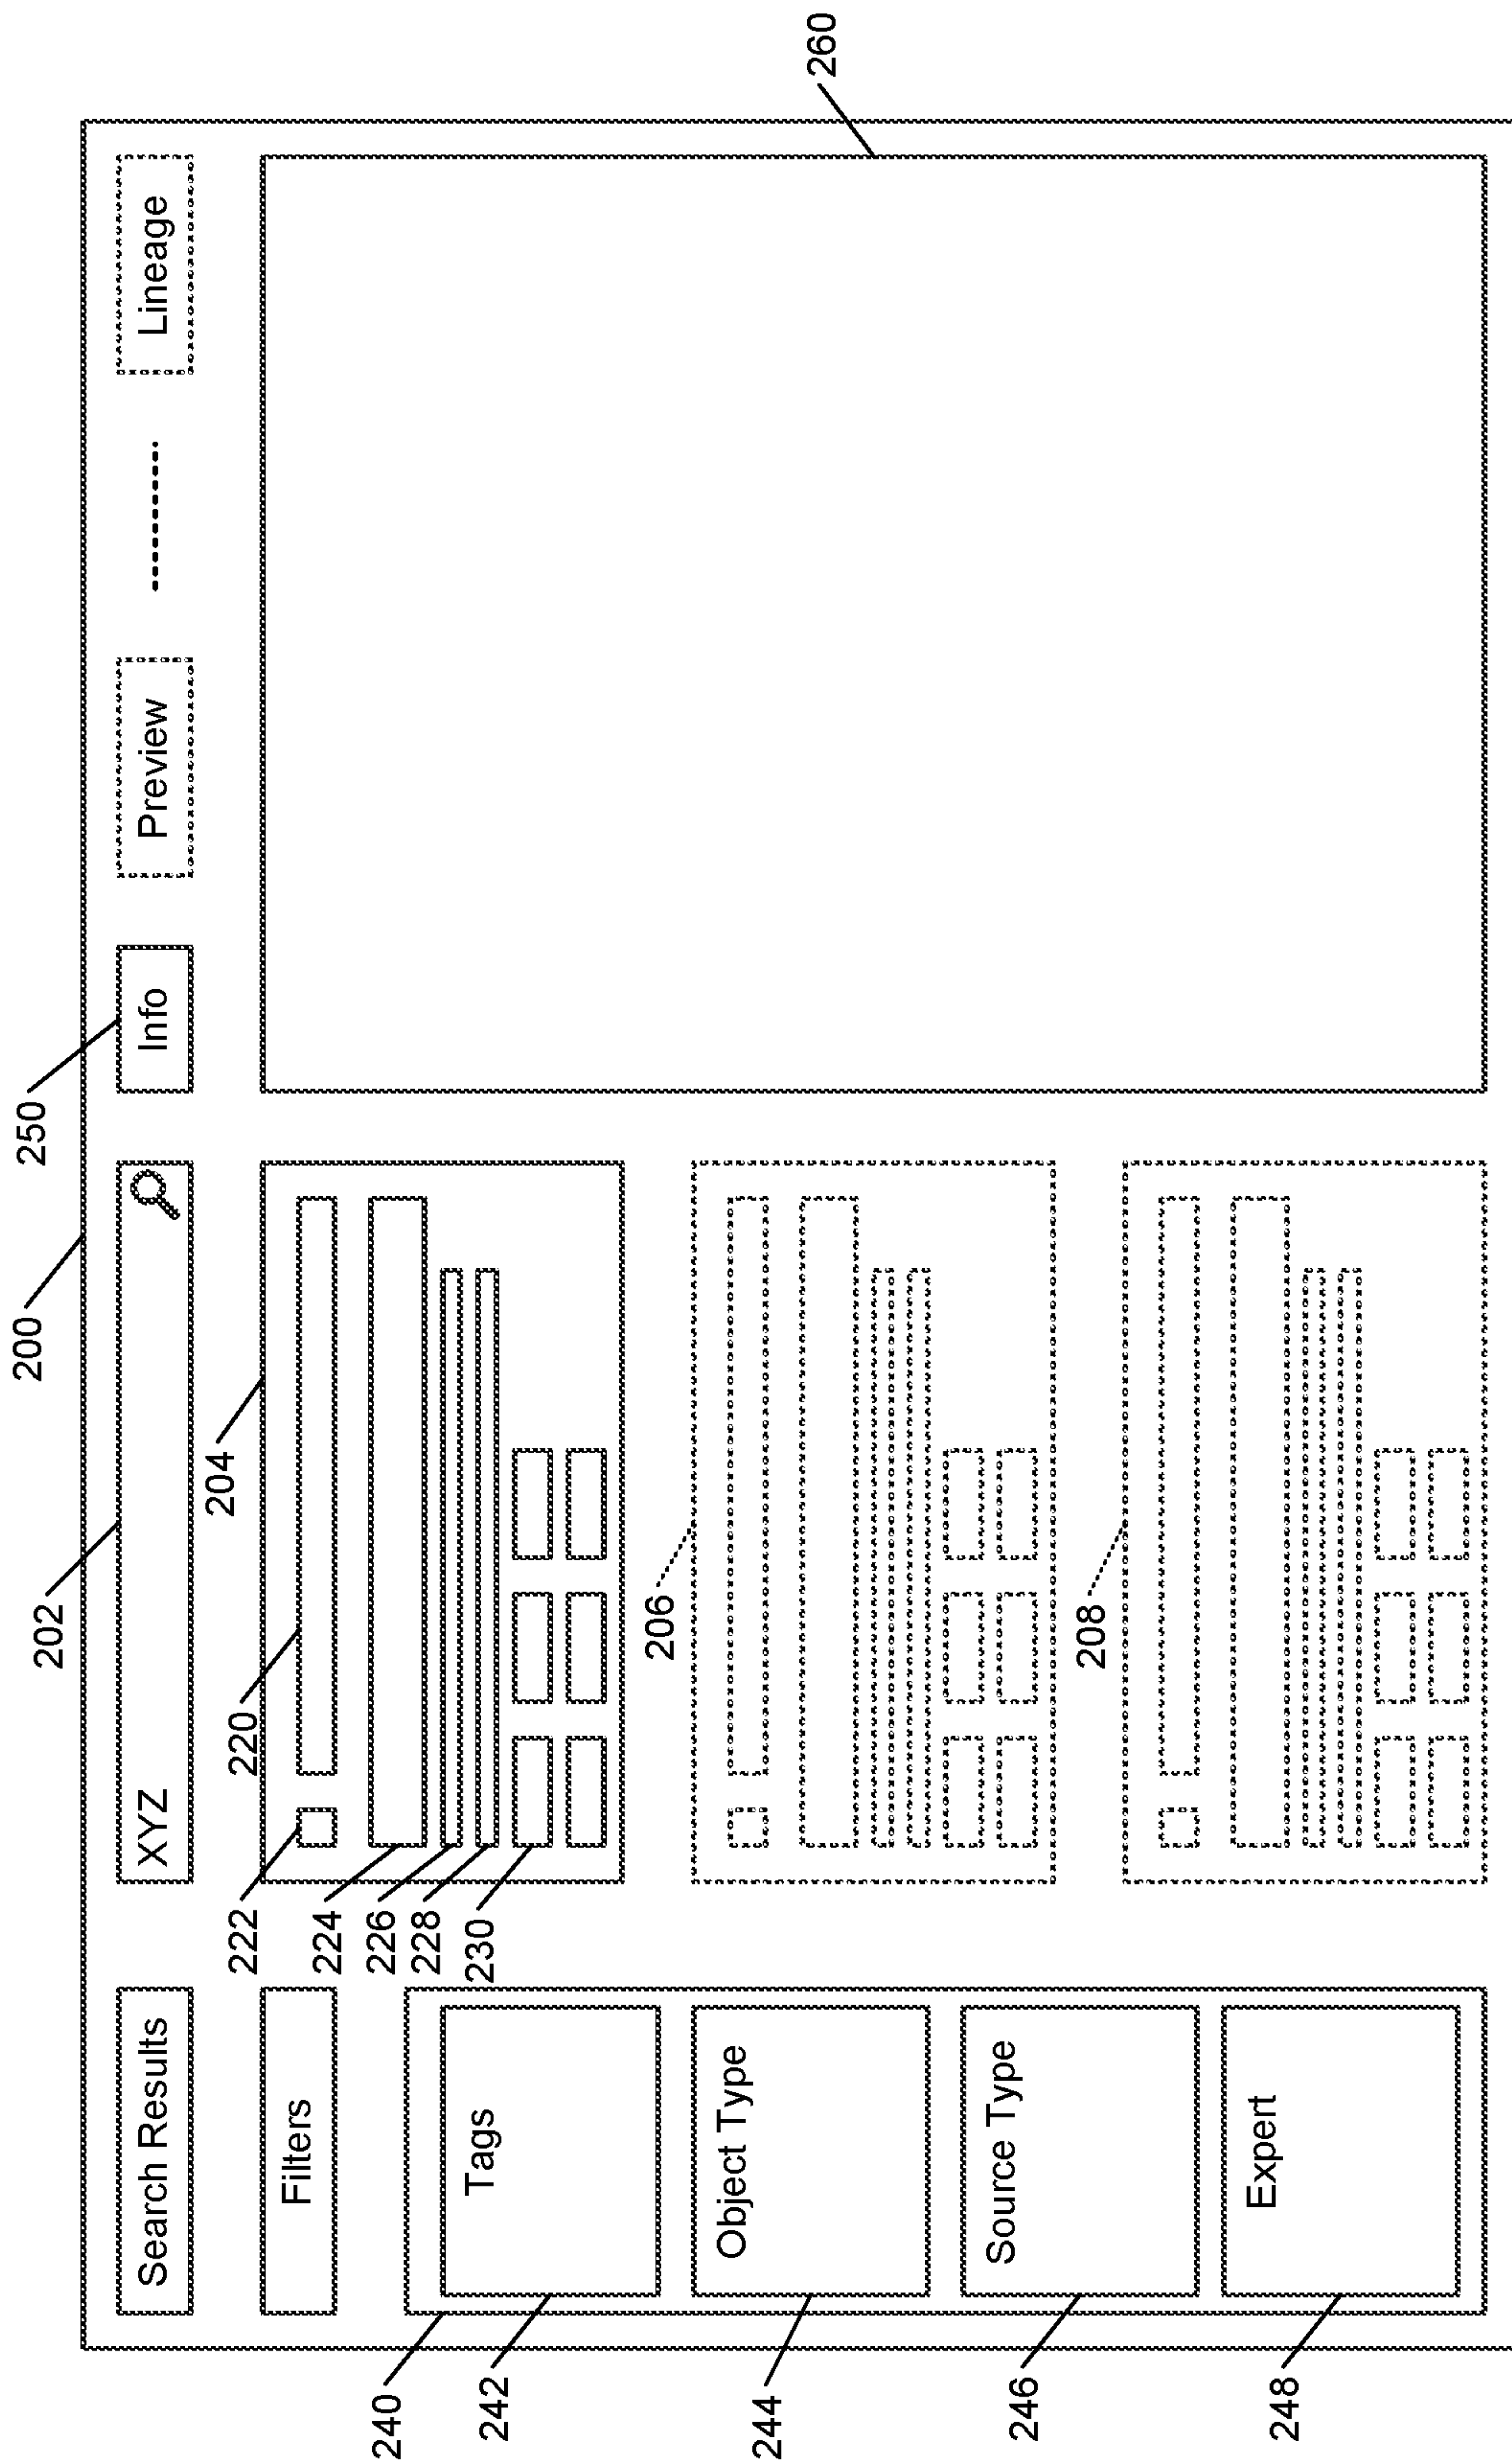 200
202
250
Search Results
XYZ
Info
Preview
Lineage
204
Filters
222
220
224
226
228
230
260
240
242
Tags
206
244
Object Type
246
Source Type
208
248
Expert